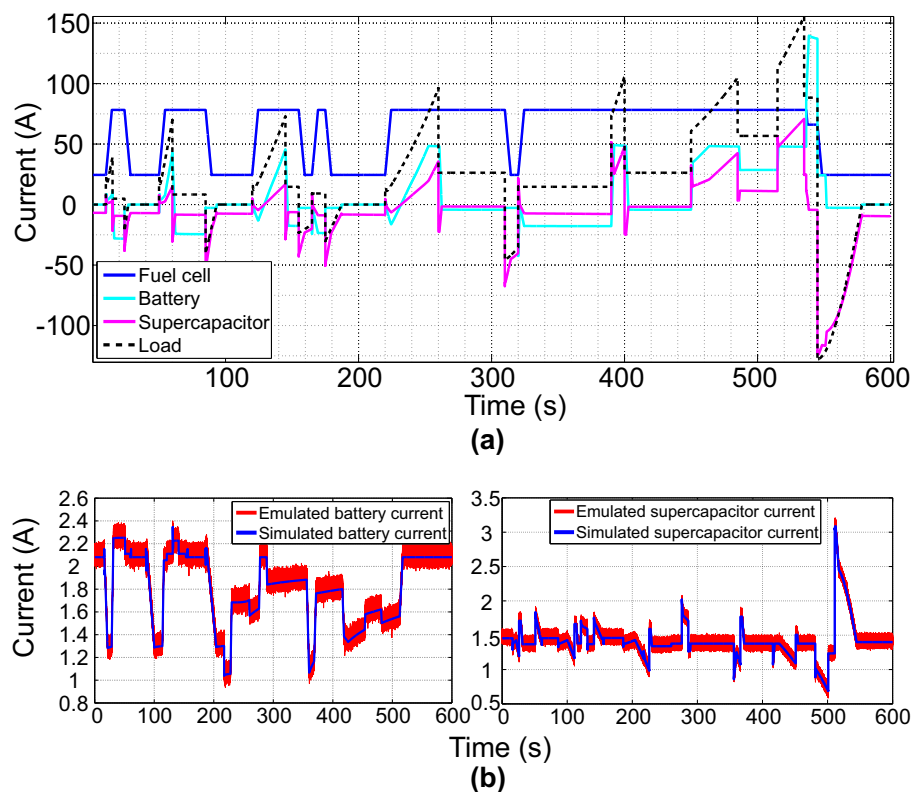 150
100
50
0
-50
-100
Current (A)
Fuel cell
Battery
Supercapacitor
Load
100 200 300 400 500 600
Time (s)
(a)
2.6
2.4
2.2
2
1.8
1.6
1.4
1.2
1
0.8
Current (A)
Emulated battery current
Simulated battery current
0 100 200 300 400 500 600
3.5
3
2.5
2
1.5
1
0.5
Emulated supercapacitor current
Simulated supercapacitor current
0 100 200 300 400 500 600
Time (s)
(b)